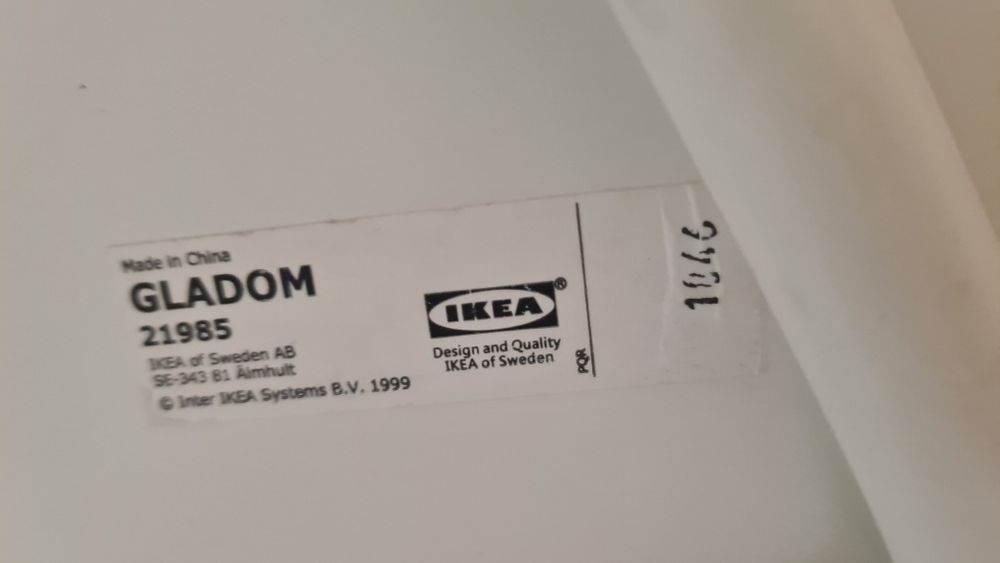 Made in China
GLADOM
21985
IKEA of Sweden AB
SE-343 81 Älmhult
© Inter IKEA Systems B.V. 1999
IKEA®
Design and Quality
IKEA of Sweden
PQR